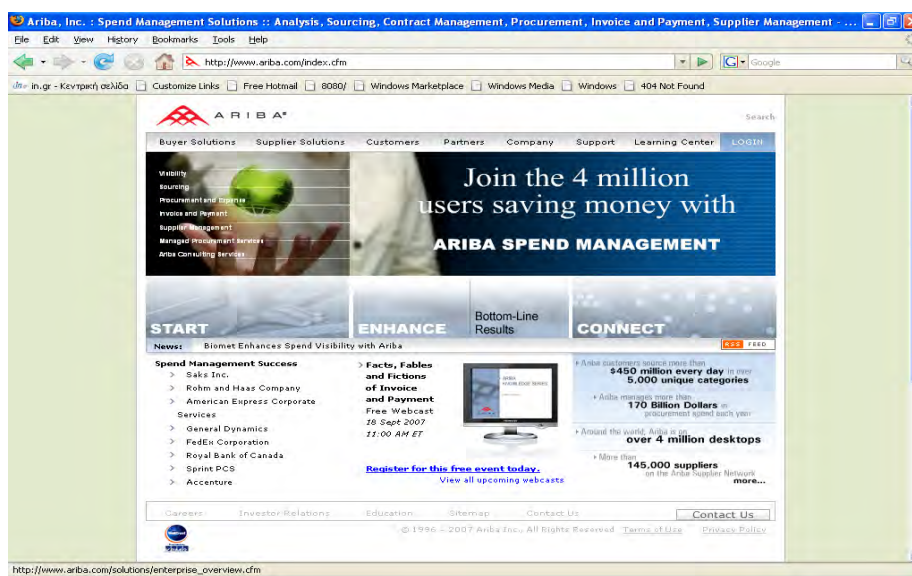 Ariba, Inc. : Spend Management Solutions :: Analysis, Sourcing, Contract Management, Procurement, Invoice and Payment, Supplier Management - ...
File Edit View History Bookmarks Tools Help
http://www.ariba.com/index.cfm
Google
in.gr - Κεντρική σελίδα Customize Links Free Hotmail 8080/ Windows Marketplace Windows Media Windows 404 Not Found
ARIBA®
Search
Buyer Solutions Supplier Solutions Customers Partners Company Support Learning Center LOGIN
Visibility
Sourcing
Procurement and Expense
Invoice and Payment
Supplier Management
Managed Procurement Services
Ariba Consulting Services
Join the 4 million
users saving money with
ARIBA SPEND MANAGEMENT
START
ENHANCE
Bottom-Line
Results
CONNECT
News: Biomet Enhances Spend Visibility with Ariba
RSS FEED
Spend Management Success
> Saks Inc.
> Rohm and Haas Company
> American Express Corporate
Services
> General Dynamics
> FedEx Corporation
> Royal Bank of Canada
> Sprint PCS
> Accenture
> Facts, Fables
and Fictions
of Invoice
and Payment
Free Webcast
18 Sept 2007
11:00 AM ET
Register for this free event today.
View all upcoming webcasts
Ariba customers source more than
$450 million every day in over
5,000 unique categories
Ariba manages more than
170 Billion Dollars in
procurement spend each year
Around the world, Ariba is on
over 4 million desktops
More than
145,000 suppliers
on the Ariba Supplier Network
more...
Careers Investor Relations Education Sitemap Contact Us
Contact Us
© 1996 - 2007 Ariba Inc., All Rights Reserved Terms of Use Privacy Policy
http://www.ariba.com/solutions/enterprise_overview.cfm